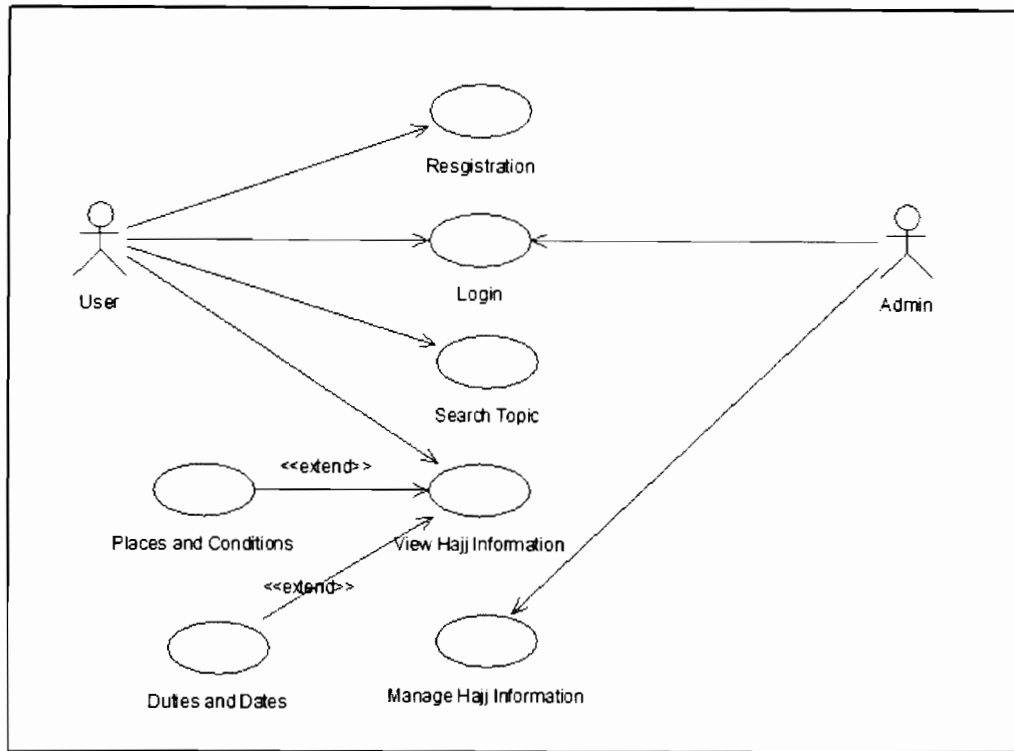 Resgistration
User
Login
Admin
Search Topic
<<extend>>
Places and Conditions
View Hajj Information
<<extend>>
Duties and Dates
Manage Hajj Information